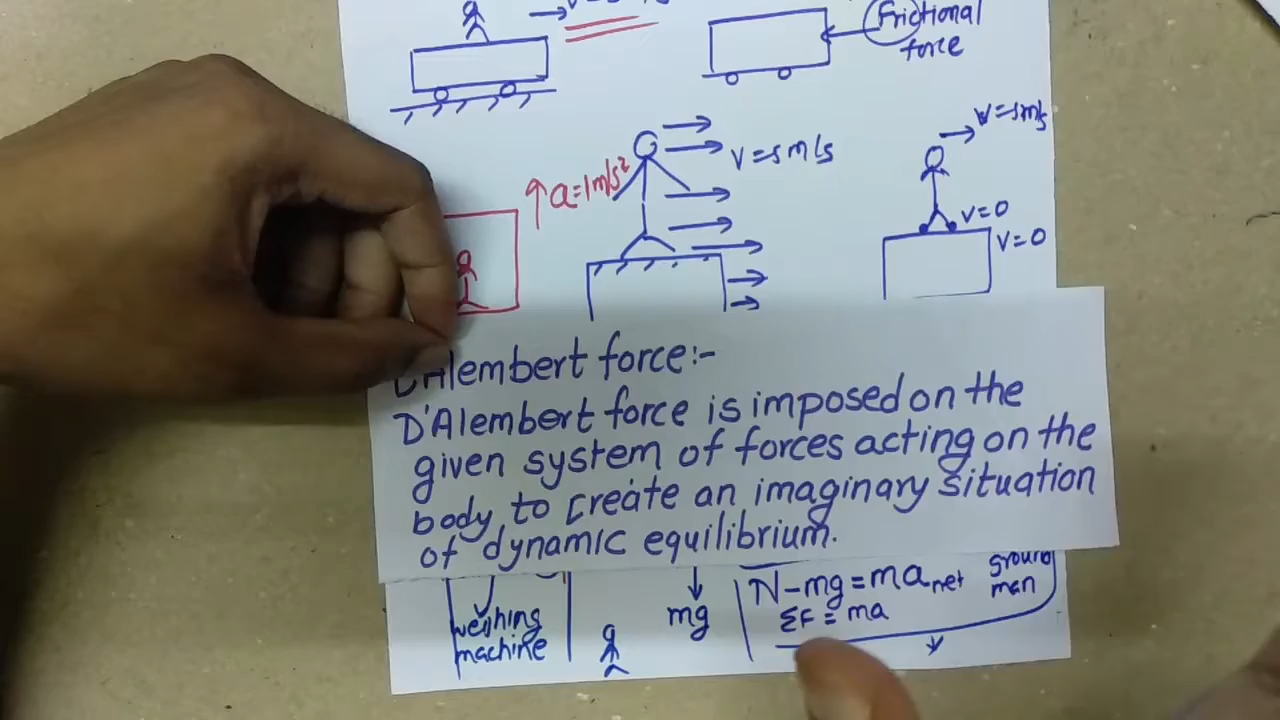 Frictional
force
V=5m/s
a=1m/s²
V=5m/s
V=0
V=0
D'Alembert force:-
D'Alembert force is imposed on the
given system of forces acting on the
body, to create an imaginary situation
of dynamic equilibrium.
weighing
machine
mg
N-mg=ma net
ΣF = ma
ground
man